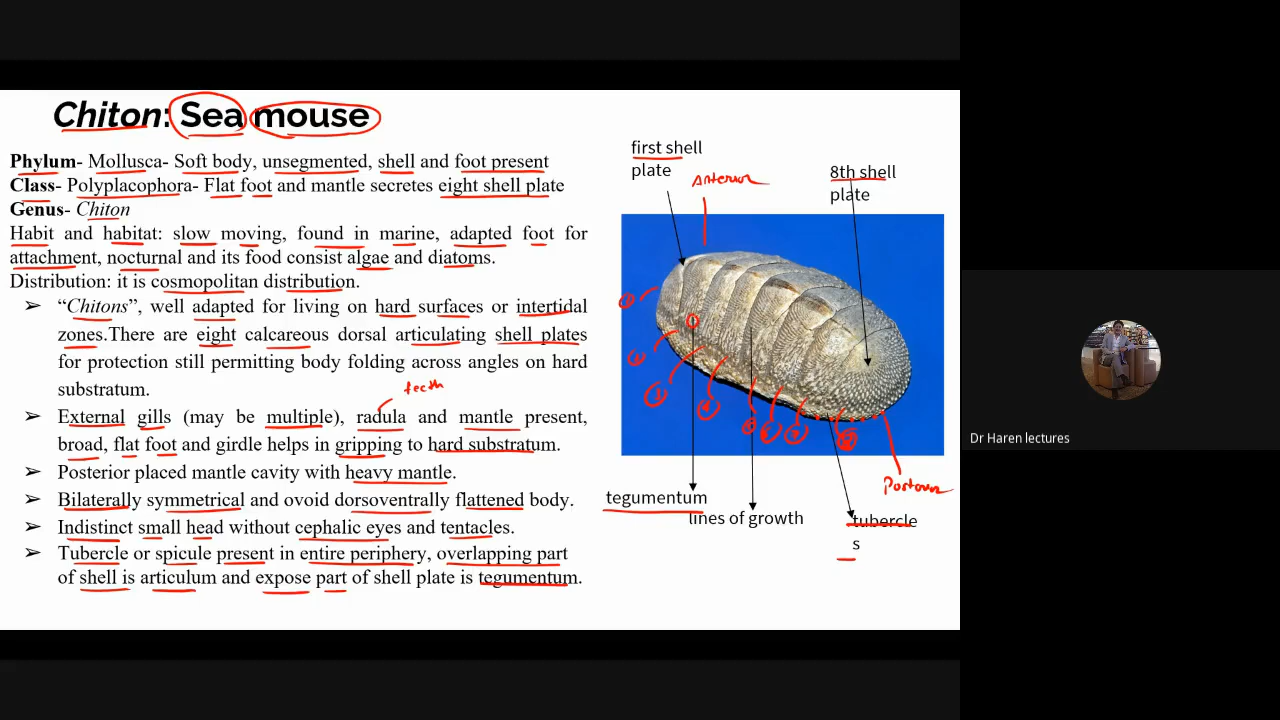 Chiton: Sea mouse
Phylum- Mollusca- Soft body, unsegmented, shell and foot present
Class- Polyplacophora- Flat foot and mantle secretes eight shell plate
Genus- Chiton
Habit and habitat: slow moving, found in marine, adapted foot for
attachment, nocturnal and its food consist algae and diatoms.
Distribution: it is cosmopolitan distribution.
➢ “Chitons”, well adapted for living on hard surfaces or intertidal
zones.There are eight calcareous dorsal articulating shell plates
for protection still permitting body folding across angles on hard
substratum.
teeth
➢ External gills (may be multiple), radula and mantle present,
broad, flat foot and girdle helps in gripping to hard substratum.
➢ Posterior placed mantle cavity with heavy mantle.
➢ Bilaterally symmetrical and ovoid dorsoventrally flattened body.
➢ Indistinct small head without cephalic eyes and tentacles.
➢ Tubercle or spicule present in entire periphery, overlapping part
of shell is articulum and expose part of shell plate is tegumentum.
first shell
plate
Anterior
8th shell
plate
tegumentum
lines of growth
tubercle
s
Dr Haren lectures